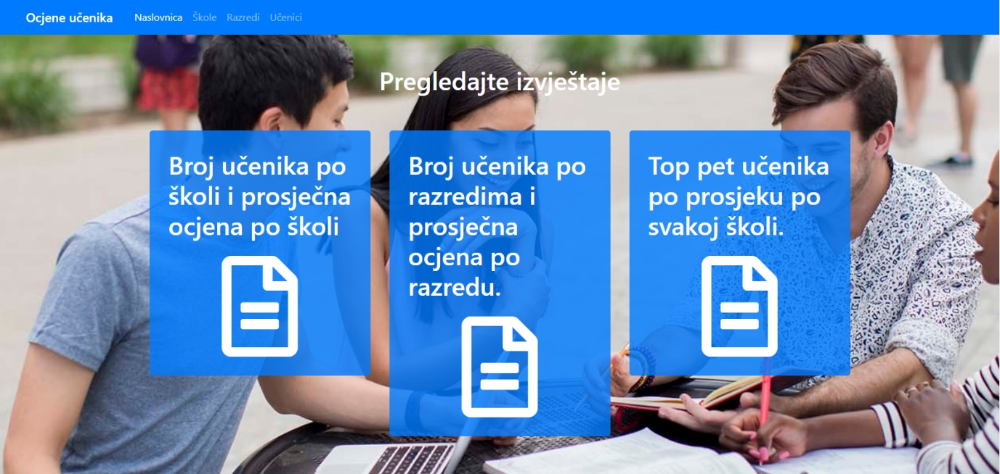 Ocjene učenika Naslovnica Škole Razredi Učenici
Pregledajte izvještaje
Broj učenika po
školi i prosječna
ocjena po školi
Broj učenika po
razredima i
prosječna
ocjena po
razredu.
Top pet učenika
po prosjeku po
svakoj školi.